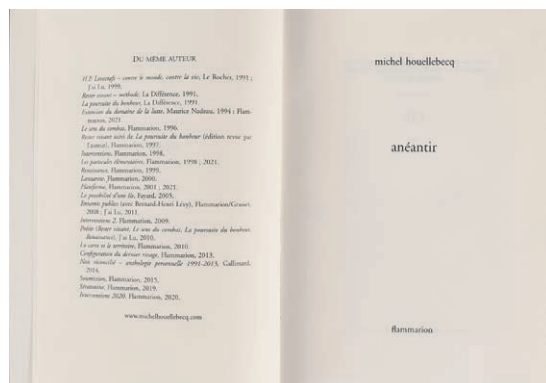 DU MÊME AUTEUR
H.P. Lovecraft – contre le monde, contre la vie, Le Rocher, 1991 ;
J'ai Lu, 1999.
Rester vivant – méthode, La Différence, 1991.
La poursuite du bonheur, La Différence, 1991.
Extension du domaine de la lutte, Maurice Nadeau, 1994 ; Flam-
marion, 2021
Le sens du combat, Flammarion, 1996.
Rester vivant suivi de La poursuite du bonheur (édition revue par
l'auteur), Flammarion, 1997.
Interventions, Flammarion, 1998.
Les particules élémentaires, Flammarion, 1998 ; 2021.
Renaissance, Flammarion, 1999.
Lanzarote, Flammarion, 2000.
Plateforme, Flammarion, 2001 ; 2021.
La possibilité d'une île, Fayard, 2005.
Ennemis publics (avec Bernard-Henri Lévy), Flammarion/Grasset,
2008 ; J'ai Lu, 2011.
Interventions 2, Flammarion, 2009.
Poésie (Rester vivant, Le sens du combat, La poursuite du bonheur,
Renaissance), J'ai Lu, 2010.
La carte et le territoire, Flammarion, 2010.
Configuration du dernier rivage, Flammarion, 2013.
Non réconcilié – anthologie personnelle 1991-2013, Gallimard,
2014.
Soumission, Flammarion, 2015.
Sérotonine, Flammarion, 2019.
Interventions 2020, Flammarion, 2020.
www.michelhouellebecq.com
michel houellebecq
anéantir
flammarion